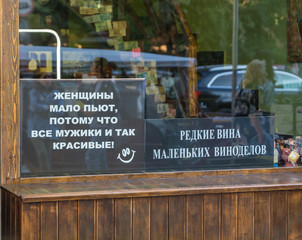 ЖЕНЩИНЫ
МАЛО ПЬЮТ,
ПОТОМУ ЧТО
ВСЕ МУЖИКИ И ТАК
КРАСИВЫЕ!
РЕДКИЕ ВИНА
МАЛЕНЬКИХ ВИНОДЕЛОВ